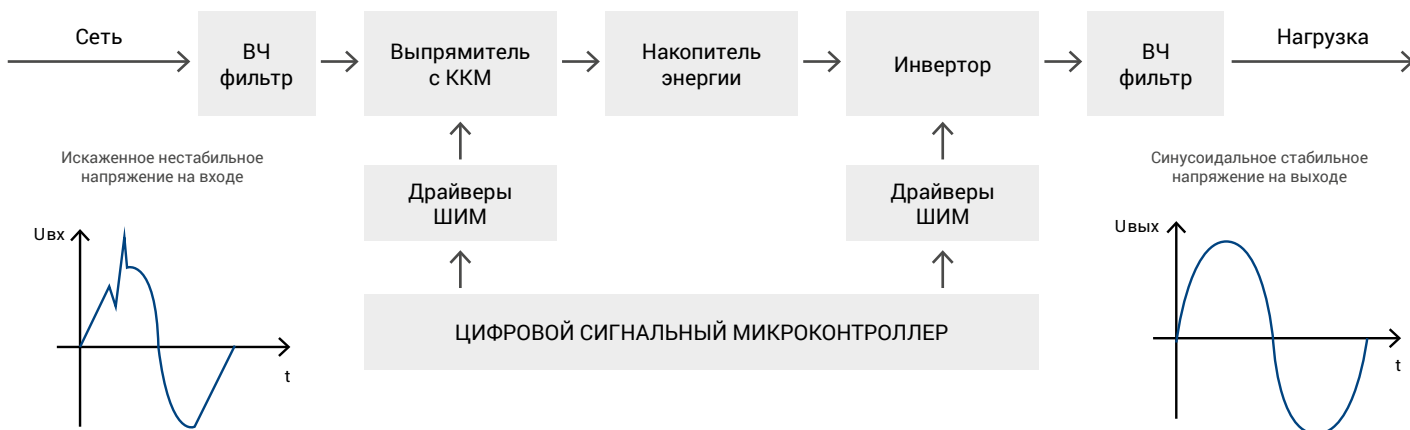 Сеть
ВЧ
фильтр
Выпрямитель
с ККМ
Накопитель
энергии
Инвертор
ВЧ
фильтр
Нагрузка
Искаженное нестабильное
напряжение на входе
Драйверы
ШИМ
Драйверы
ШИМ
Синусоидальное стабильное
напряжение на выходе
Uвх
t
ЦИФРОВОЙ СИГНАЛЬНЫЙ МИКРОКОНТРОЛЛЕР
Uвых
t